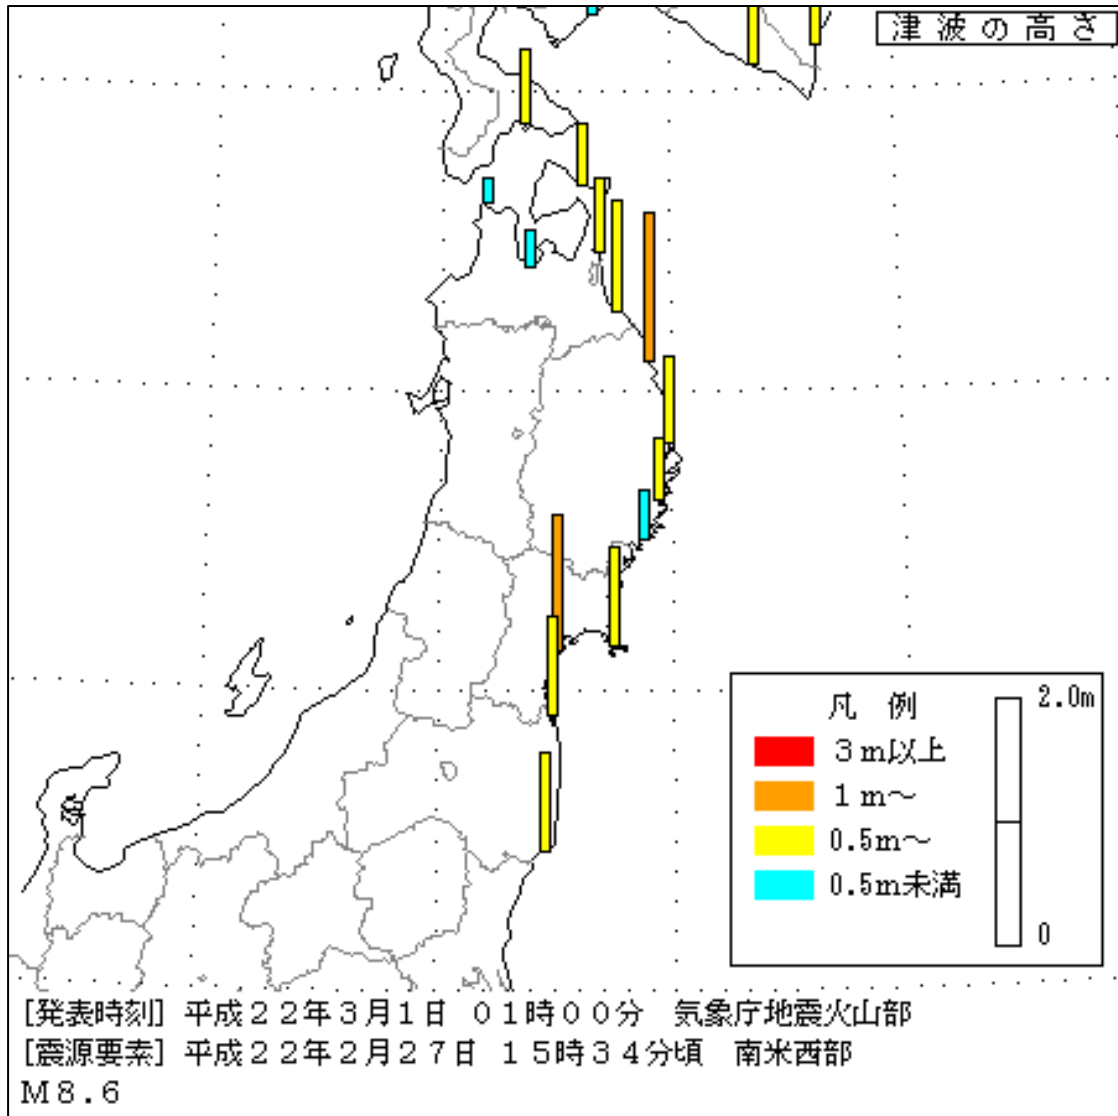 津波の高さ
凡例
2.0m
３ｍ以上
１ｍ～
0.5ｍ～
0.5ｍ未満
0
[発表時刻] 平成２２年３月１日 ０１時００分 気象庁地震火山部
[震源要素] 平成２２年２月２７日 １５時３４分頃 南米西部
Ｍ８.６